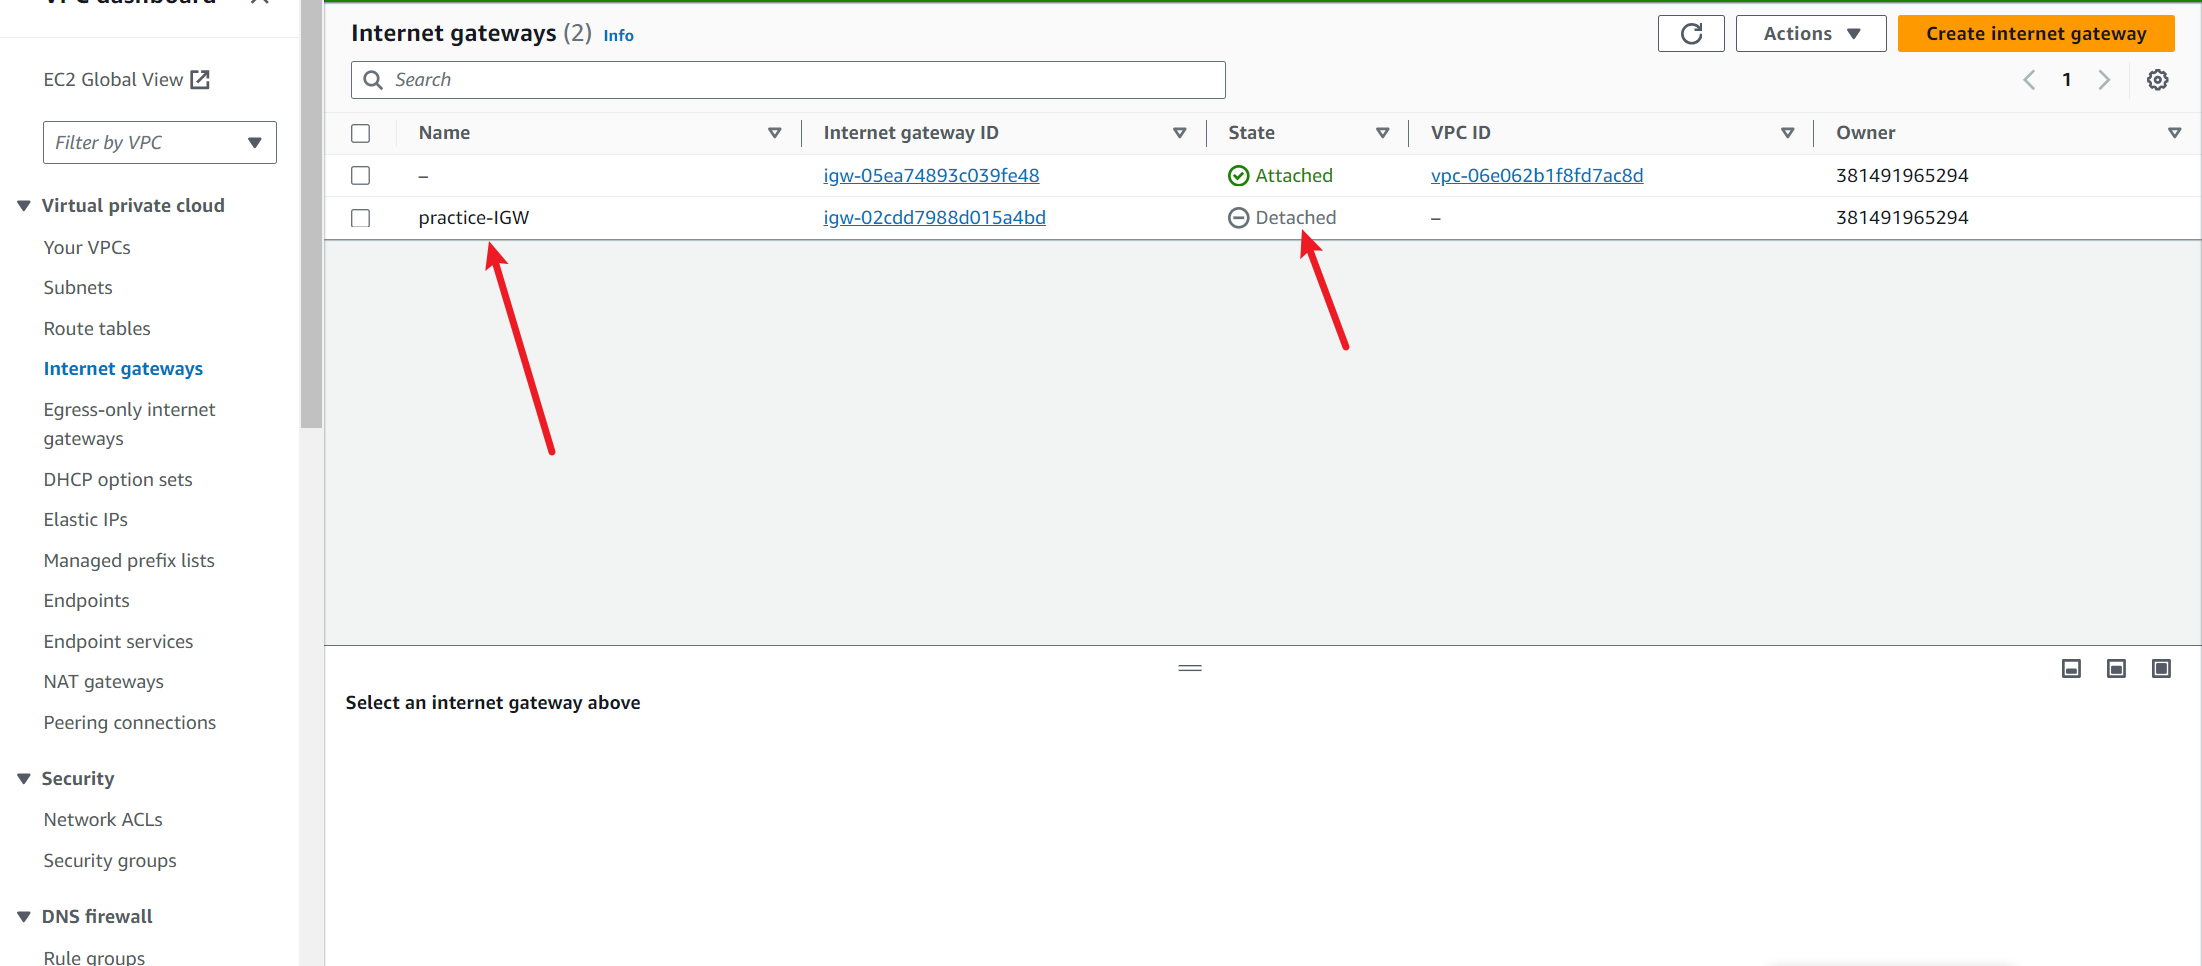 VPC dashboard
EC2 Global View
Filter by VPC
Virtual private cloud
Your VPCs
Subnets
Route tables
Internet gateways
Egress-only internet
gateways
DHCP option sets
Elastic IPs
Managed prefix lists
Endpoints
Endpoint services
NAT gateways
Peering connections
Security
Network ACLs
Security groups
DNS firewall
Rule groups
Internet gateways (2) Info
Actions
Create internet gateway
Search
1
Name Internet gateway ID State VPC ID Owner
– igw-05ea74893c039fe48 Attached vpc-06e062b1f8fd7ac8d 381491965294
practice-IGW igw-02cdd7988d015a4bd Detached – 381491965294
Select an internet gateway above